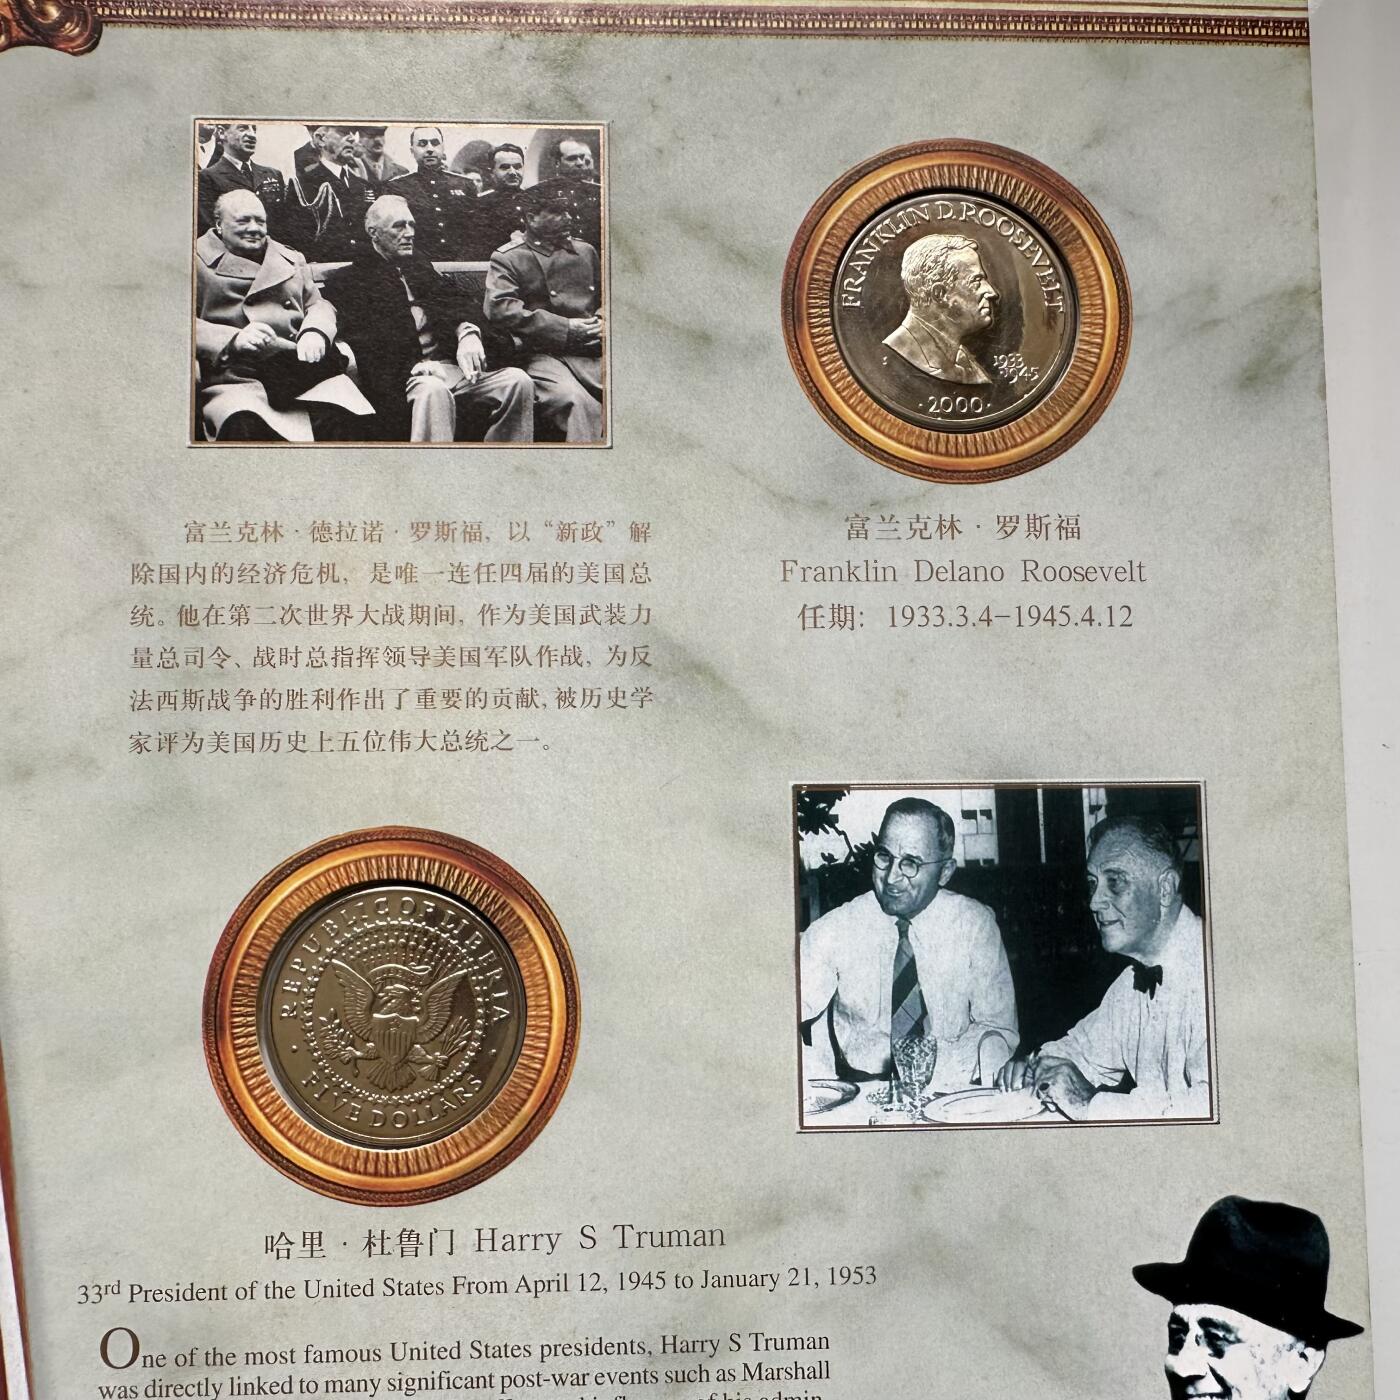 FRANKLIN D. ROOSEVELT
1933
1945
·2000·
富兰克林·德拉诺·罗斯福，以“新政”解
除国内的经济危机，是唯一连任四届的美国总
统。他在第二次世界大战期间，作为美国武装力
量总司令、战时总指挥领导美国军队作战，为反
法西斯战争的胜利作出了重要的贡献，被历史学
家评为美国历史上五位伟大总统之一。
富兰克林·罗斯福
Franklin Delano Roosevelt
任期：1933.3.4-1945.4.12
REPUBLIC OF LIBERIA
FIVE DOLLARS
哈里·杜鲁门 Harry S Truman
33rd President of the United States From April 12, 1945 to January 21, 1953
One of the most famous United States presidents, Harry S Truman
was directly linked to many significant post-war events such as Marshall